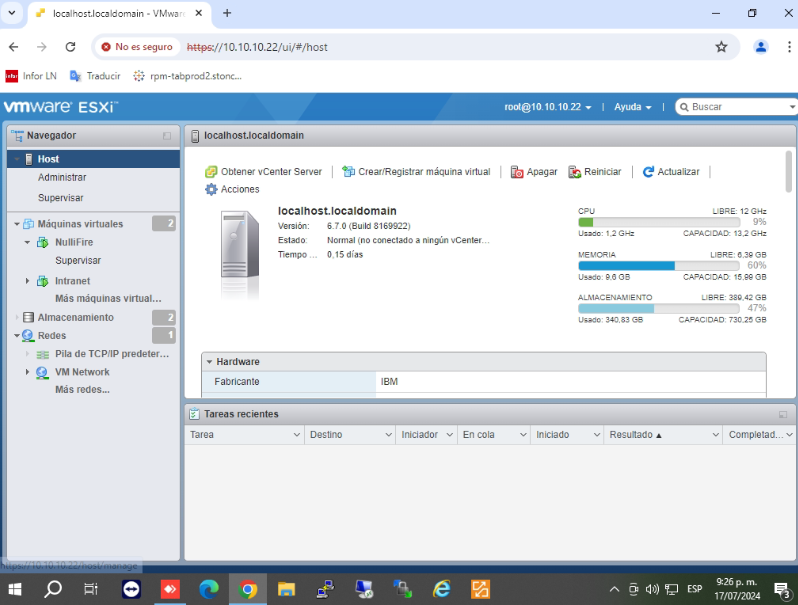 localhost.localdomain - VMware
No es seguro
https://10.10.10.22/ui/#/host
Infor LN
Traducir
rpm-tabprod2.stonc...
vmware ESXi™
root@10.10.10.22
Ayuda
Buscar
Navegador
localhost.localdomain
Host
Administrar
Supervisar
Máquinas virtuales 2
NulliFire
Supervisar
Intranet
Más máquinas virtual...
Almacenamiento 2
Redes 1
Pila de TCP/IP predeter...
VM Network
Más redes...
Obtener vCenter Server
Crear/Registrar máquina virtual
Apagar
Reiniciar
Actualizar
Acciones
localhost.localdomain
Versión: 6.7.0 (Build 8169922)
Estado: Normal (no conectado a ningún vCenter...
Tiempo ... 0,15 días
CPU LIBRE: 12 GHz
9%
Usado: 1,2 GHz CAPACIDAD: 13,2 GHz
MEMORIA LIBRE: 6,39 GB
60%
Usado: 9,6 GB CAPACIDAD: 15,99 GB
ALMACENAMIENTO LIBRE: 389,42 GB
47%
Usado: 340,83 GB CAPACIDAD: 730,25 GB
Hardware
Fabricante IBM
Tareas recientes
Tarea Destino Iniciador En cola Iniciado Resultado ▲ Completad...
https://10.10.10.22/host/manage
ESP
9:26 p. m.
17/07/2024
3